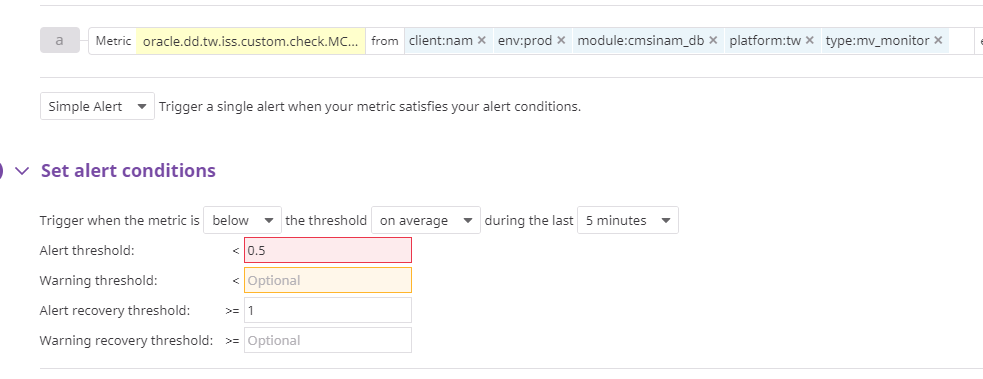 a Metric oracle.dd.tw.iss.custom.check.MC... from client:nam × env:prod × module:cmsinam_db × platform:tw × type:mv_monitor ×
Simple Alert Trigger a single alert when your metric satisfies your alert conditions.
Set alert conditions
Trigger when the metric is below the threshold on average during the last 5 minutes
Alert threshold: < 0.5
Warning threshold: < Optional
Alert recovery threshold: >= 1
Warning recovery threshold: >= Optional